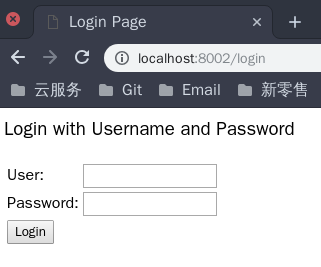 Login Page
localhost:8002/login
云服务 Git Email 新零售
Login with Username and Password
User:
Password:
Login